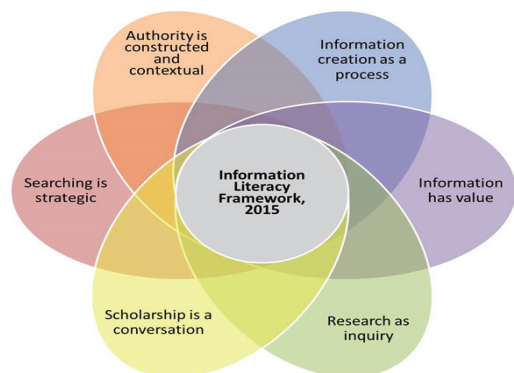 Authority is
constructed
and
contextual
Information
creation as a
process
Searching is
strategic
Information
Literacy
Framework,
2015
Information
has value
Scholarship is a
conversation
Research as
inquiry